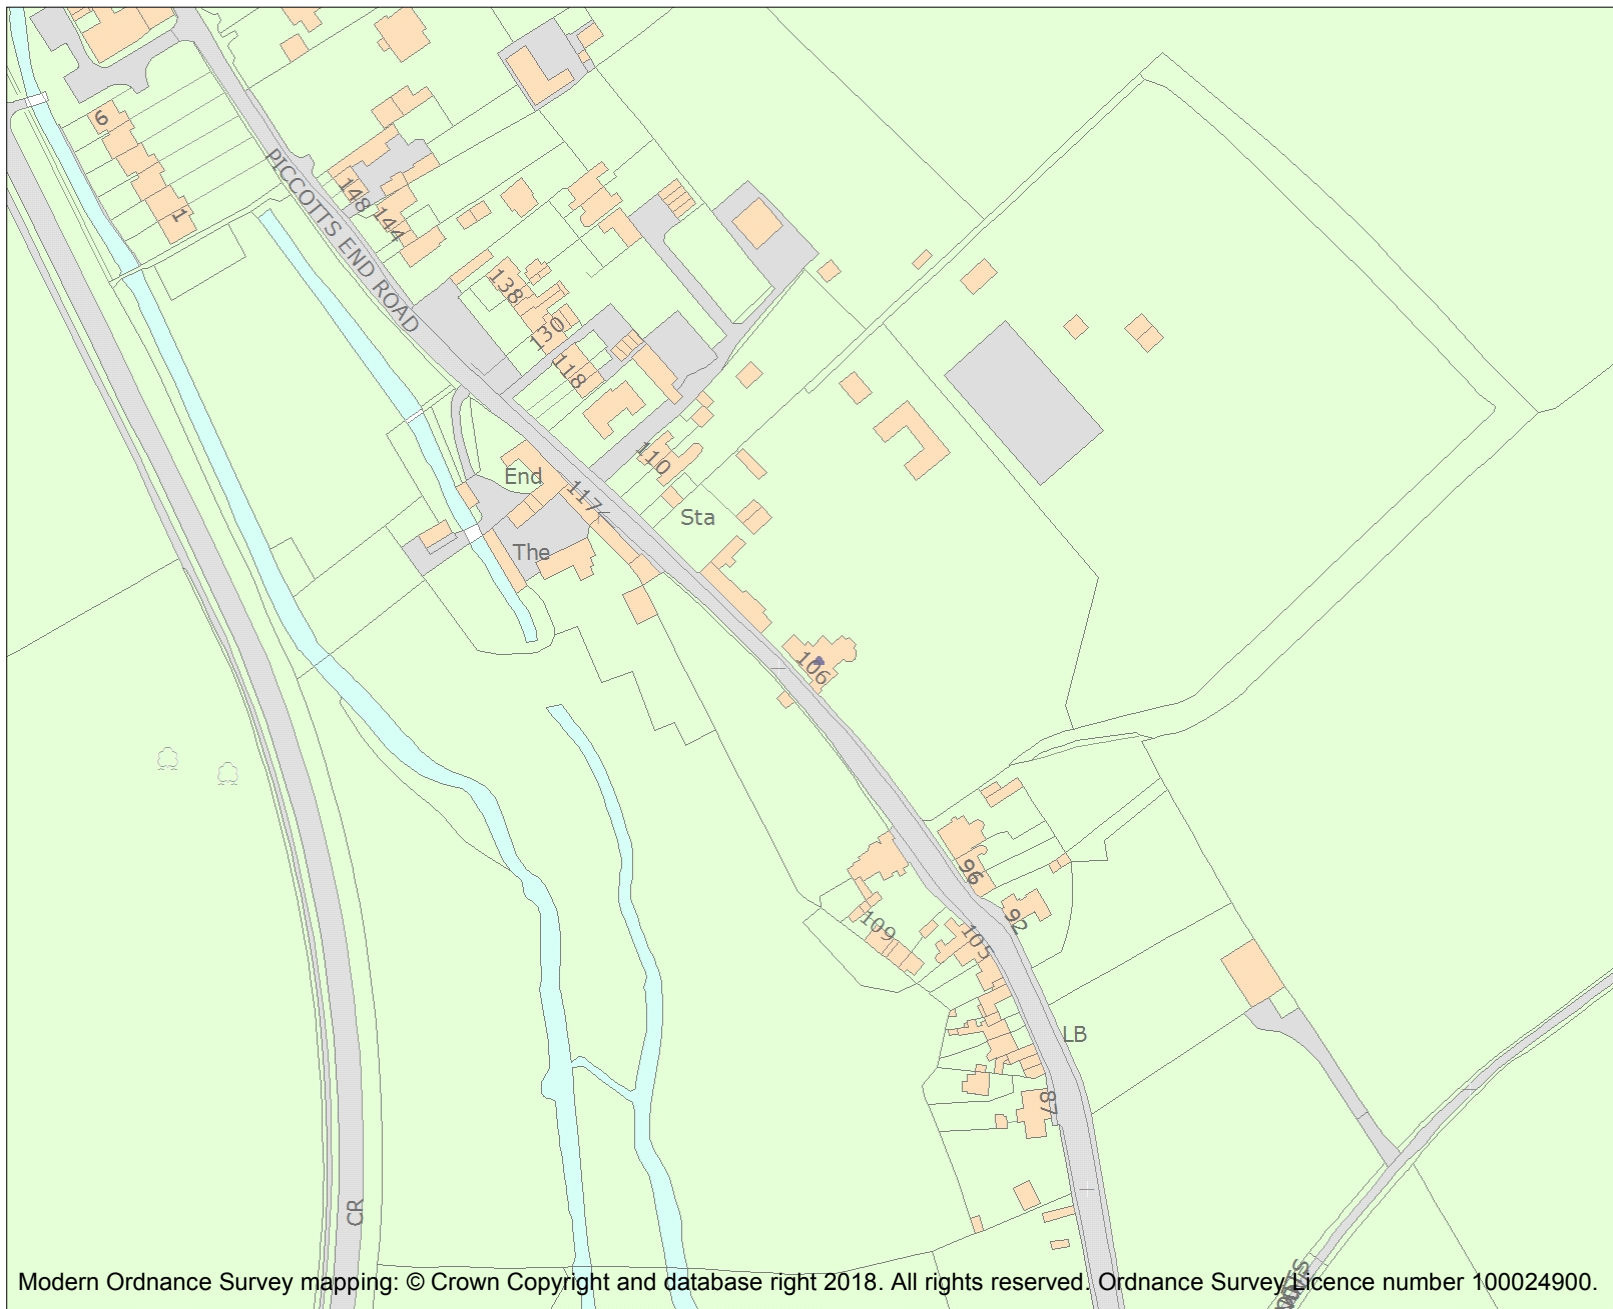 6
1
PICCOTTS END ROAD
148
144
138
130
118
End
110
117
Sta
The
106
96
92
109
105
LB
87
CR
Modern Ordnance Survey mapping: © Crown Copyright and database right 2018. All rights reserved. Ordnance Survey Licence number 100024900.